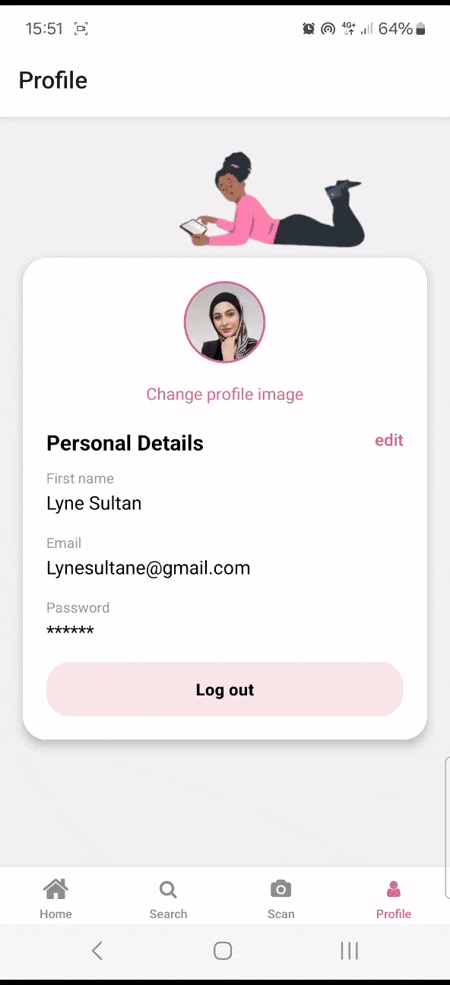 15:51
4G+
64%
Profile
Change profile image
Personal Details
edit
First name
Lyne Sultan
Email
Lynesultane@gmail.com
Password
******
Log out
Home
Search
Scan
Profile